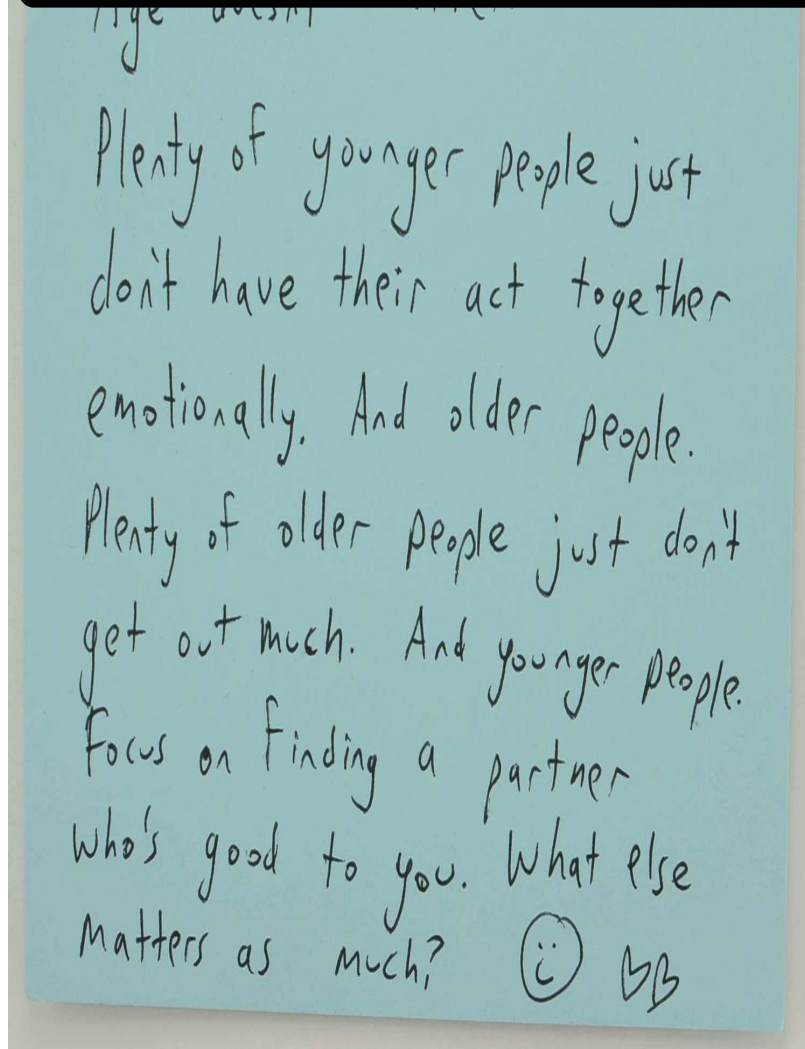 Age doesn't
Plenty of younger people just
don't have their act together
emotionally. And older people.
Plenty of older people just don't
get out much. And younger people.
Focus on finding a partner
who's good to you. What else
matters as much?